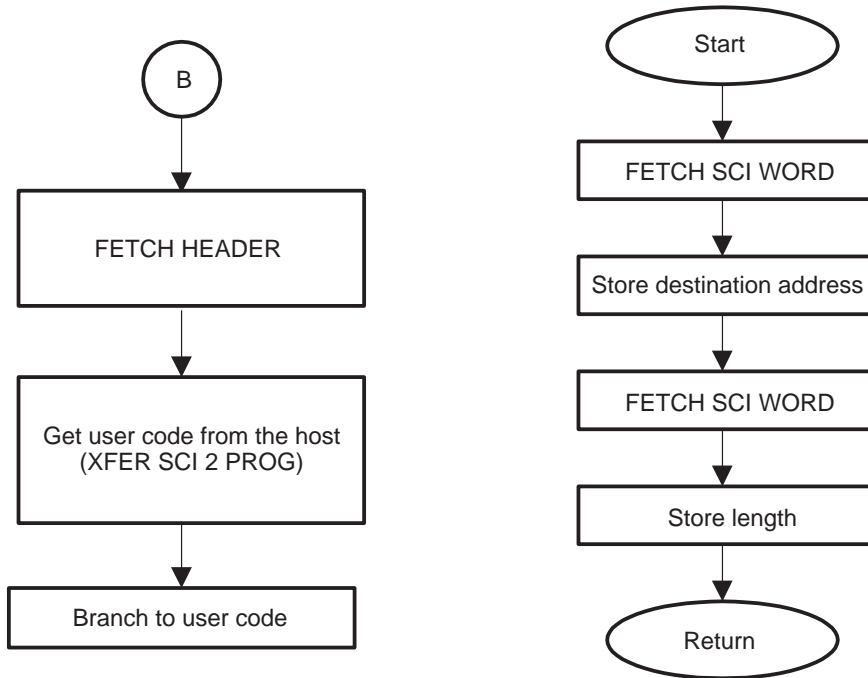 B
FETCH HEADER
Get user code from the host
(XFER SCI 2 PROG)
Branch to user code
Start
FETCH SCI WORD
Store destination address
FETCH SCI WORD
Store length
Return